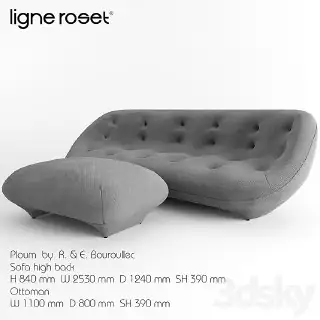 ligne roset®
Ploum by R. & E. Bouroullec
Sofa high back
H 840 mm W 2530 mm D 1240 mm SH 390 mm
Ottoman
W 1100 mm D 800 mm SH 390 mm
3dsky